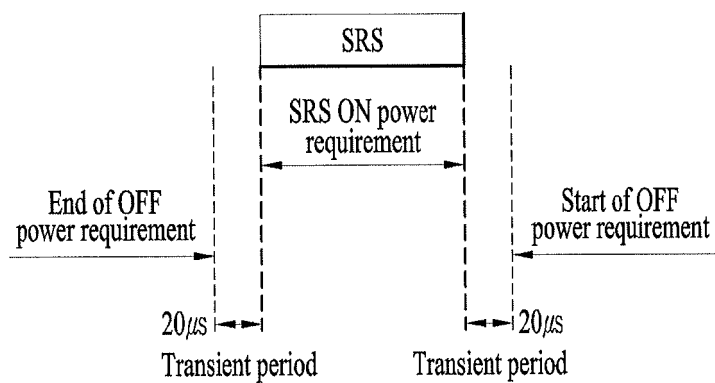 SRS
SRS ON power
requirement
End of OFF
power requirement
Start of OFF
power requirement
20μs
20μs
Transient period
Transient period